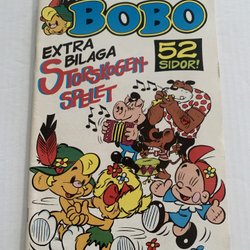 BOBO
EXTRA
BILAGA
STORSKOGEN-
SPELET
52
SIDOR!